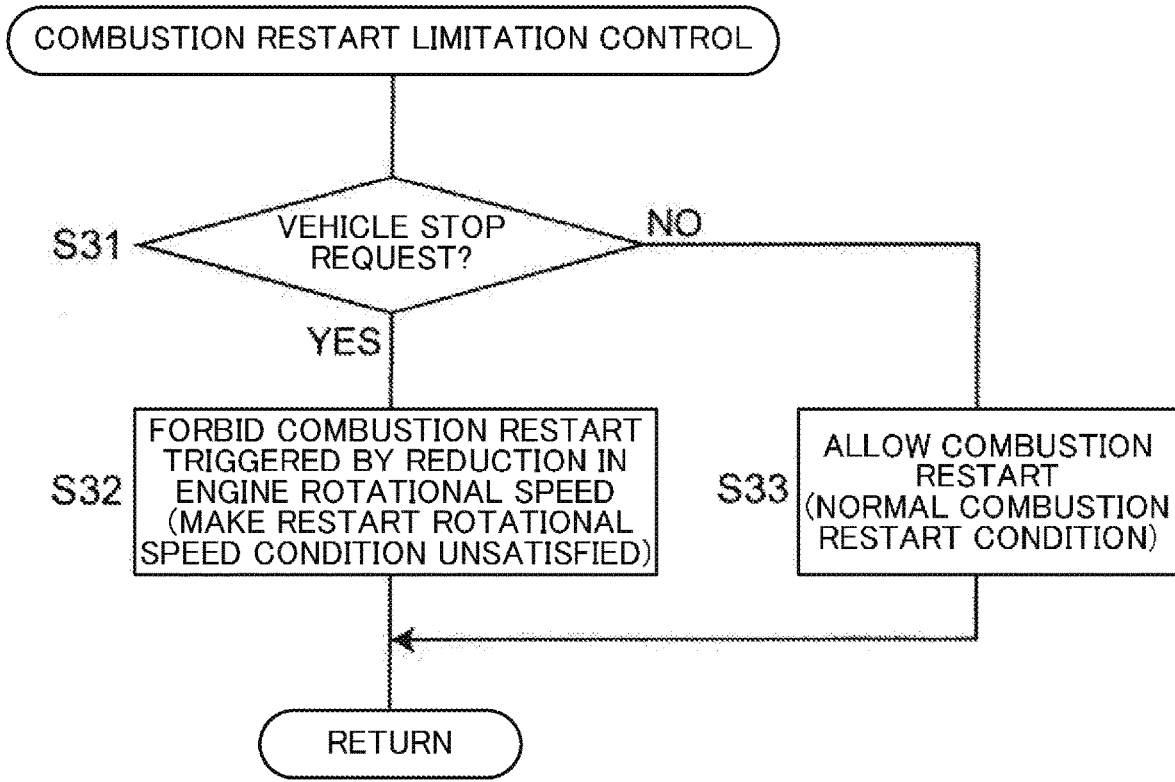 COMBUSTION RESTART LIMITATION CONTROL
S31
VEHICLE STOP
REQUEST?
NO
YES
S32
FORBID COMBUSTION RESTART
TRIGGERED BY REDUCTION IN
ENGINE ROTATIONAL SPEED
(MAKE RESTART ROTATIONAL
SPEED CONDITION UNSATISFIED)
S33
ALLOW COMBUSTION
RESTART
(NORMAL COMBUSTION
RESTART CONDITION)
RETURN